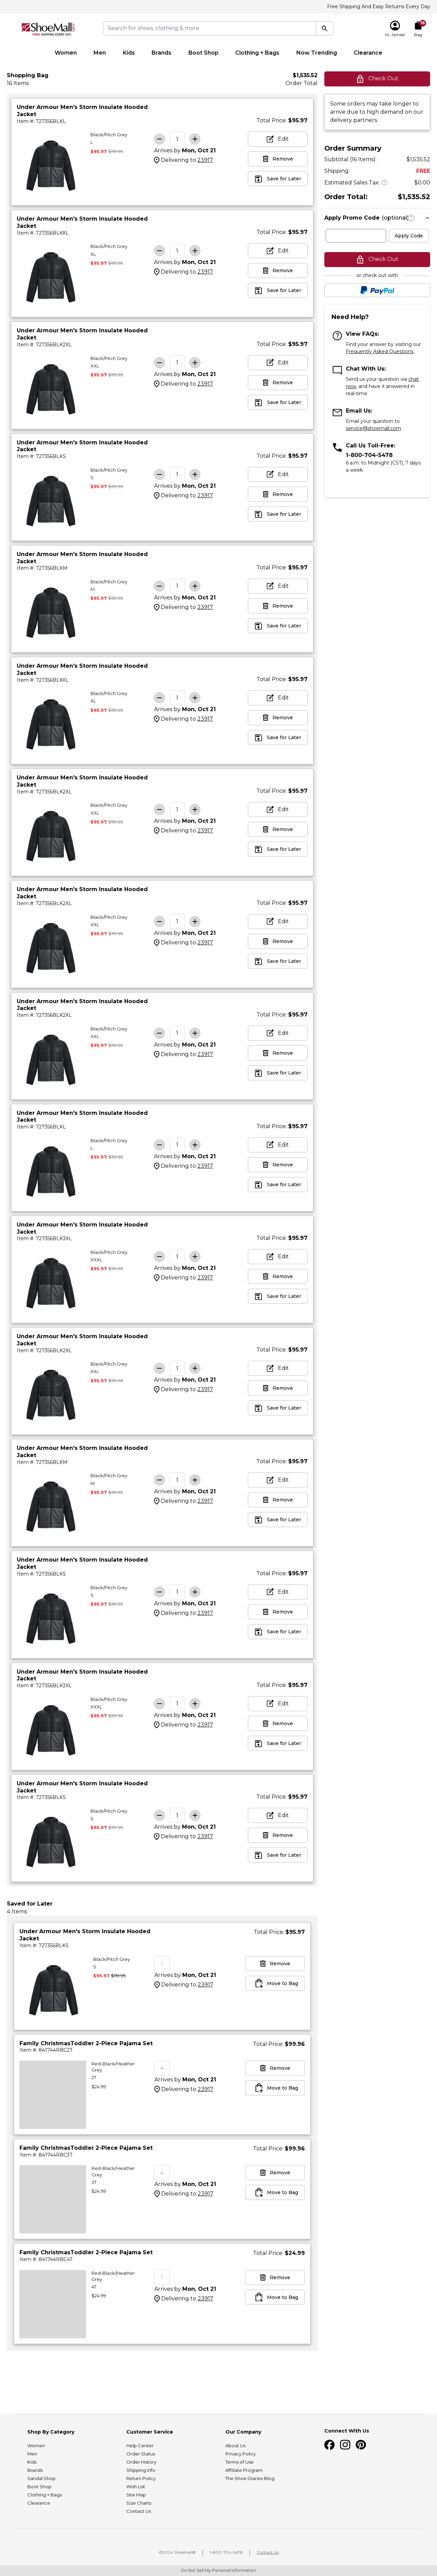 Free Shipping And Easy Returns Every Day
ShoeMall
FREE SHIPPING, FREE RETURNS
Search for shoes, clothing & more
Hi, Jameel
16
Bag
Women Men Kids Brands Boot Shop Clothing + Bags Now Trending Clearance
Shopping Bag
16 Items
$1,535.52
Order Total
Under Armour Men's Storm Insulate Hooded
Jacket
Item #: 727356BLKL
Total Price: $95.97
Black/Pitch Grey
L
$95.97 $119.95
1
Arrives by Mon, Oct 21
Delivering to 23917
Edit
Remove
Save for Later
Under Armour Men's Storm Insulate Hooded
Jacket
Item #: 727356BLKXL
Total Price: $95.97
Black/Pitch Grey
XL
$95.97 $119.95
1
Arrives by Mon, Oct 21
Delivering to 23917
Edit
Remove
Save for Later
Under Armour Men's Storm Insulate Hooded
Jacket
Item #: 727356BLK2XL
Total Price: $95.97
Black/Pitch Grey
XXL
$95.97 $119.95
1
Arrives by Mon, Oct 21
Delivering to 23917
Edit
Remove
Save for Later
Under Armour Men's Storm Insulate Hooded
Jacket
Item #: 727356BLKS
Total Price: $95.97
Black/Pitch Grey
S
$95.97 $119.95
1
Arrives by Mon, Oct 21
Delivering to 23917
Edit
Remove
Save for Later
Under Armour Men's Storm Insulate Hooded
Jacket
Item #: 727356BLKM
Total Price: $95.97
Black/Pitch Grey
M
$95.97 $119.95
1
Arrives by Mon, Oct 21
Delivering to 23917
Edit
Remove
Save for Later
Under Armour Men's Storm Insulate Hooded
Jacket
Item #: 727356BLKXL
Total Price: $95.97
Black/Pitch Grey
XL
$95.97 $119.95
1
Arrives by Mon, Oct 21
Delivering to 23917
Edit
Remove
Save for Later
Under Armour Men's Storm Insulate Hooded
Jacket
Item #: 727356BLK2XL
Total Price: $95.97
Black/Pitch Grey
XXL
$95.97 $119.95
1
Arrives by Mon, Oct 21
Delivering to 23917
Edit
Remove
Save for Later
Under Armour Men's Storm Insulate Hooded
Jacket
Item #: 727356BLK2XL
Total Price: $95.97
Black/Pitch Grey
XXL
$95.97 $119.95
1
Arrives by Mon, Oct 21
Delivering to 23917
Edit
Remove
Save for Later
Under Armour Men's Storm Insulate Hooded
Jacket
Item #: 727356BLK2XL
Total Price: $95.97
Black/Pitch Grey
XXL
$95.97 $119.95
1
Arrives by Mon, Oct 21
Delivering to 23917
Edit
Remove
Save for Later
Under Armour Men's Storm Insulate Hooded
Jacket
Item #: 727356BLKL
Total Price: $95.97
Black/Pitch Grey
L
$95.97 $119.95
1
Arrives by Mon, Oct 21
Delivering to 23917
Edit
Remove
Save for Later
Under Armour Men's Storm Insulate Hooded
Jacket
Item #: 727356BLK3XL
Total Price: $95.97
Black/Pitch Grey
XXXL
$95.97 $119.95
1
Arrives by Mon, Oct 21
Delivering to 23917
Edit
Remove
Save for Later
Under Armour Men's Storm Insulate Hooded
Jacket
Item #: 727356BLK2XL
Total Price: $95.97
Black/Pitch Grey
XXL
$95.97 $119.95
1
Arrives by Mon, Oct 21
Delivering to 23917
Edit
Remove
Save for Later
Under Armour Men's Storm Insulate Hooded
Jacket
Item #: 727356BLKM
Total Price: $95.97
Black/Pitch Grey
M
$95.97 $119.95
1
Arrives by Mon, Oct 21
Delivering to 23917
Edit
Remove
Save for Later
Under Armour Men's Storm Insulate Hooded
Jacket
Item #: 727356BLKS
Total Price: $95.97
Black/Pitch Grey
S
$95.97 $119.95
1
Arrives by Mon, Oct 21
Delivering to 23917
Edit
Remove
Save for Later
Under Armour Men's Storm Insulate Hooded
Jacket
Item #: 727356BLK3XL
Total Price: $95.97
Black/Pitch Grey
XXXL
$95.97 $119.95
1
Arrives by Mon, Oct 21
Delivering to 23917
Edit
Remove
Save for Later
Under Armour Men's Storm Insulate Hooded
Jacket
Item #: 727356BLKS
Total Price: $95.97
Black/Pitch Grey
S
$95.97 $119.95
1
Arrives by Mon, Oct 21
Delivering to 23917
Edit
Remove
Save for Later
Saved for Later
4 Items
Under Armour Men's Storm Insulate Hooded
Jacket
Item #: 727356BLKS
Total Price: $95.97
Black/Pitch Grey
S
$95.97 $119.95
1
Arrives by Mon, Oct 21
Delivering to 23917
Remove
Move to Bag
Family ChristmasToddler 2-Piece Pajama Set
Item #: 841744RBC2T
Total Price: $99.96
Red-Black/Heather
Grey
2T
$24.99
4
Arrives by Mon, Oct 21
Delivering to 23917
Remove
Move to Bag
Family ChristmasToddler 2-Piece Pajama Set
Item #: 841744RBC3T
Total Price: $99.96
Red-Black/Heather
Grey
3T
$24.99
4
Arrives by Mon, Oct 21
Delivering to 23917
Remove
Move to Bag
Family ChristmasToddler 2-Piece Pajama Set
Item #: 841744RBC4T
Total Price: $24.99
Red-Black/Heather
Grey
4T
$24.99
1
Arrives by Mon, Oct 21
Delivering to 23917
Remove
Move to Bag
Check Out
Some orders may take longer to
arrive due to high demand on our
delivery partners.
Order Summary
Subtotal (16 Items): $1,535.52
Shipping: FREE
Estimated Sales Tax: ? $0.00
Order Total: $1,535.52
Apply Promo Code (optional) ?
Apply Code
Check Out
or check out with
PayPal
Need Help?
View FAQs:
Find your answer by visiting our
Frequently Asked Questions.
Chat With Us:
Send us your question via chat
now, and have it answered in
real-time
Email Us:
Email your question to
service@shoemall.com
Call Us Toll-Free:
1-800-704-5478
6 a.m. to Midnight (CST), 7 days
a week
Shop By Category
Women
Men
Kids
Brands
Sandal Shop
Boot Shop
Clothing + Bags
Clearance
Customer Service
Help Center
Order Status
Order History
Shipping Info
Return Policy
Wish List
Site Map
Size Charts
Contact Us
Our Company
About Us
Privacy Policy
Terms of Use
Affiliate Program
The Shoe Diaries Blog
Connect With Us
©2024 ShoeMall® | 1-800-704-5478 | Contact Us
Do Not Sell My Personal Information